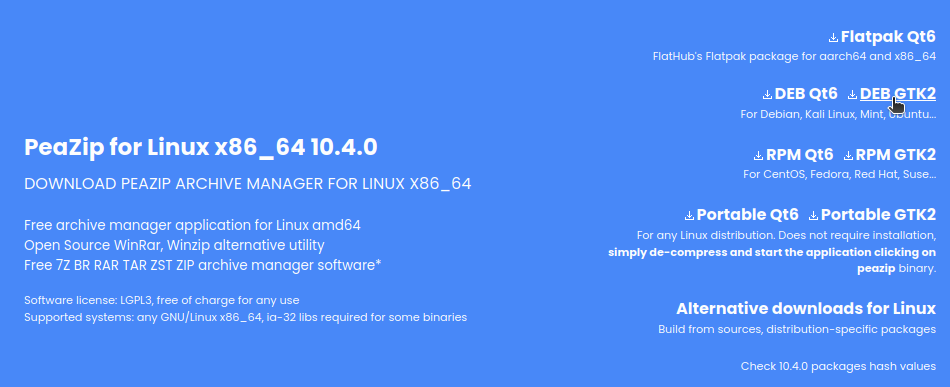 PeaZip for Linux x86_64 10.4.0
DOWNLOAD PEAZIP ARCHIVE MANAGER FOR LINUX X86_64
Free archive manager application for Linux amd64
Open Source WinRar, Winzip alternative utility
Free 7Z BR RAR TAR ZST ZIP archive manager software*
Software license: LGPL3, free of charge for any use
Supported systems: any GNU/Linux x86_64, ia-32 libs required for some binaries
Flatpak Qt6
FlatHub's Flatpak package for aarch64 and x86_64
DEB Qt6 DEB GTK2
For Debian, Kali Linux, Mint, Ubuntu...
RPM Qt6 RPM GTK2
For CentOS, Fedora, Red Hat, Suse...
Portable Qt6 Portable GTK2
For any Linux distribution. Does not require installation,
simply de-compress and start the application clicking on
peazip binary.
Alternative downloads for Linux
Build from sources, distribution-specific packages
Check 10.4.0 packages hash values